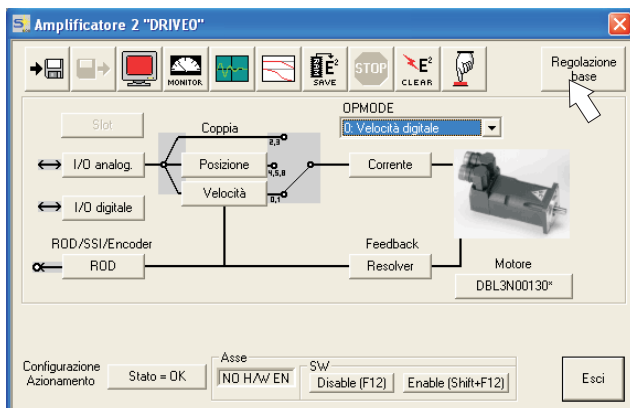 Amplificatore 2 "DRIVE0"
MONITOR
SAVE
E²
STOP
E²
CLEAR
Regolazione
base
OPMODE
0: Velocità digitale
Slot
Coppia
2,3
I/O analog.
Posizione
4,5,8
Corrente
Velocità
0,1
I/O digitale
ROD/SSI/Encoder
ROD
Feedback
Resolver
Motore
DBL3N00130*
Configurazione
Azionamento
Stato = OK
Asse
NO H/W EN
SW
Disable (F12)
Enable (Shift+F12)
Esci